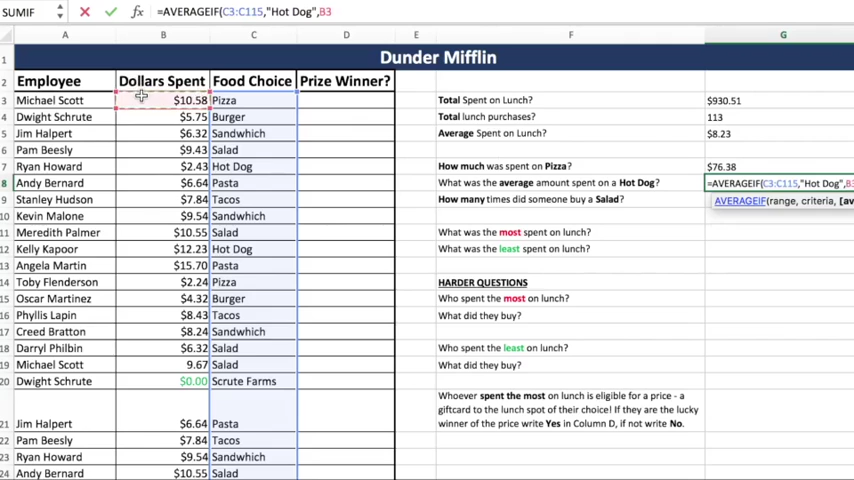 SUMIF =AVERAGEIF(C3:C115,"Hot Dog",B3
A B C D E F G
1 Dunder Mifflin
2 Employee Dollars Spent Food Choice Prize Winner?
3 Michael Scott $10.58 Pizza Total Spent on Lunch? $930.51
4 Dwight Schrute $5.75 Burger Total lunch purchases? 113
5 Jim Halpert $6.32 Sandwhich Average Spent on Lunch? $8.23
6 Pam Beesly $9.43 Salad
7 Ryan Howard $2.43 Hot Dog How much was spent on Pizza? $76.38
8 Andy Bernard $6.64 Pasta What was the average amount spent on a Hot Dog? =AVERAGEIF(C3:C115,"Hot Dog",B3
9 Stanley Hudson $7.84 Tacos How many times did someone buy a Salad? AVERAGEIF(range, criteria, [av
10 Kevin Malone $9.54 Sandwhich
11 Meredith Palmer $10.55 Salad What was the most spent on lunch?
12 Kelly Kapoor $12.23 Hot Dog What was the least spent on lunch?
13 Angela Martin $15.70 Pasta
14 Toby Flenderson $2.24 Pizza HARDER QUESTIONS
15 Oscar Martinez $4.32 Burger Who spent the most on lunch?
16 Phyllis Lapin $8.43 Tacos What did they buy?
17 Creed Bratton $8.24 Sandwhich
18 Darryl Philbin $6.32 Salad Who spent the least on lunch?
19 Michael Scott 9.67 Salad What did they buy?
20 Dwight Schrute $0.00 Scrute Farms
Whoever spent the most on lunch is eligible for a price - a
giftcard to the lunch spot of their choice! If they are the lucky
winner of the price write Yes in Column D, if not write No.
21 Jim Halpert $6.64 Pasta
22 Pam Beesly $7.84 Tacos
23 Ryan Howard $9.54 Sandwhich
24 Andy Bernard $10.55 Salad